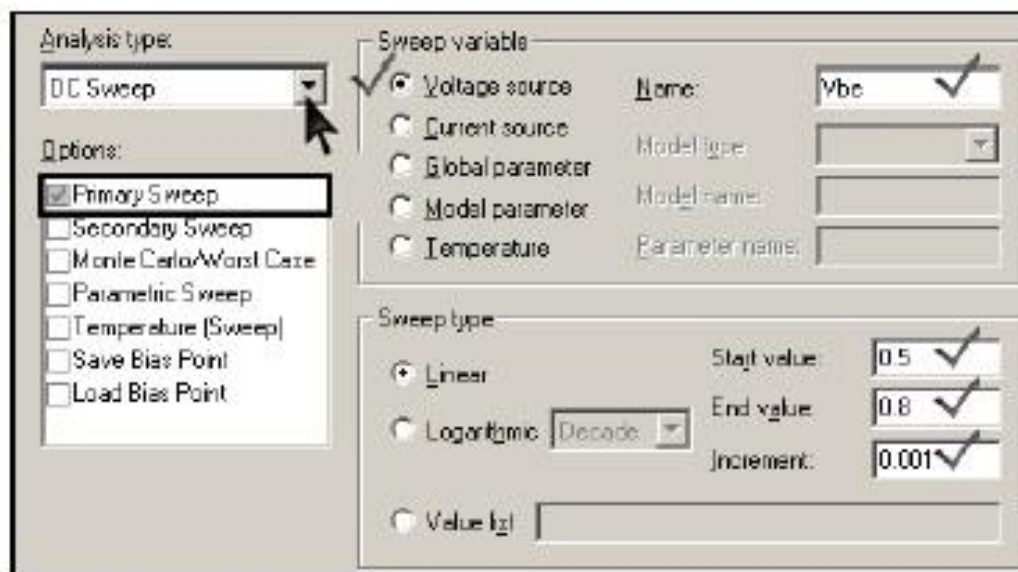 Analysis type:
DC Sweep
Options:
Primary Sweep
Secondary Sweep
Monte Carlo/Worst Case
Parametric Sweep
Temperature (Sweep)
Save Bias Point
Load Bias Point
Sweep variable
Voltage source
Current source
Global parameter
Model parameter
Temperature
Name: Vbe
Model type:
Model name:
Parameter name:
Sweep type
Linear
Logarithmic Decade
Value list
Start value: 0.5
End value: 0.8
Increment: 0.001